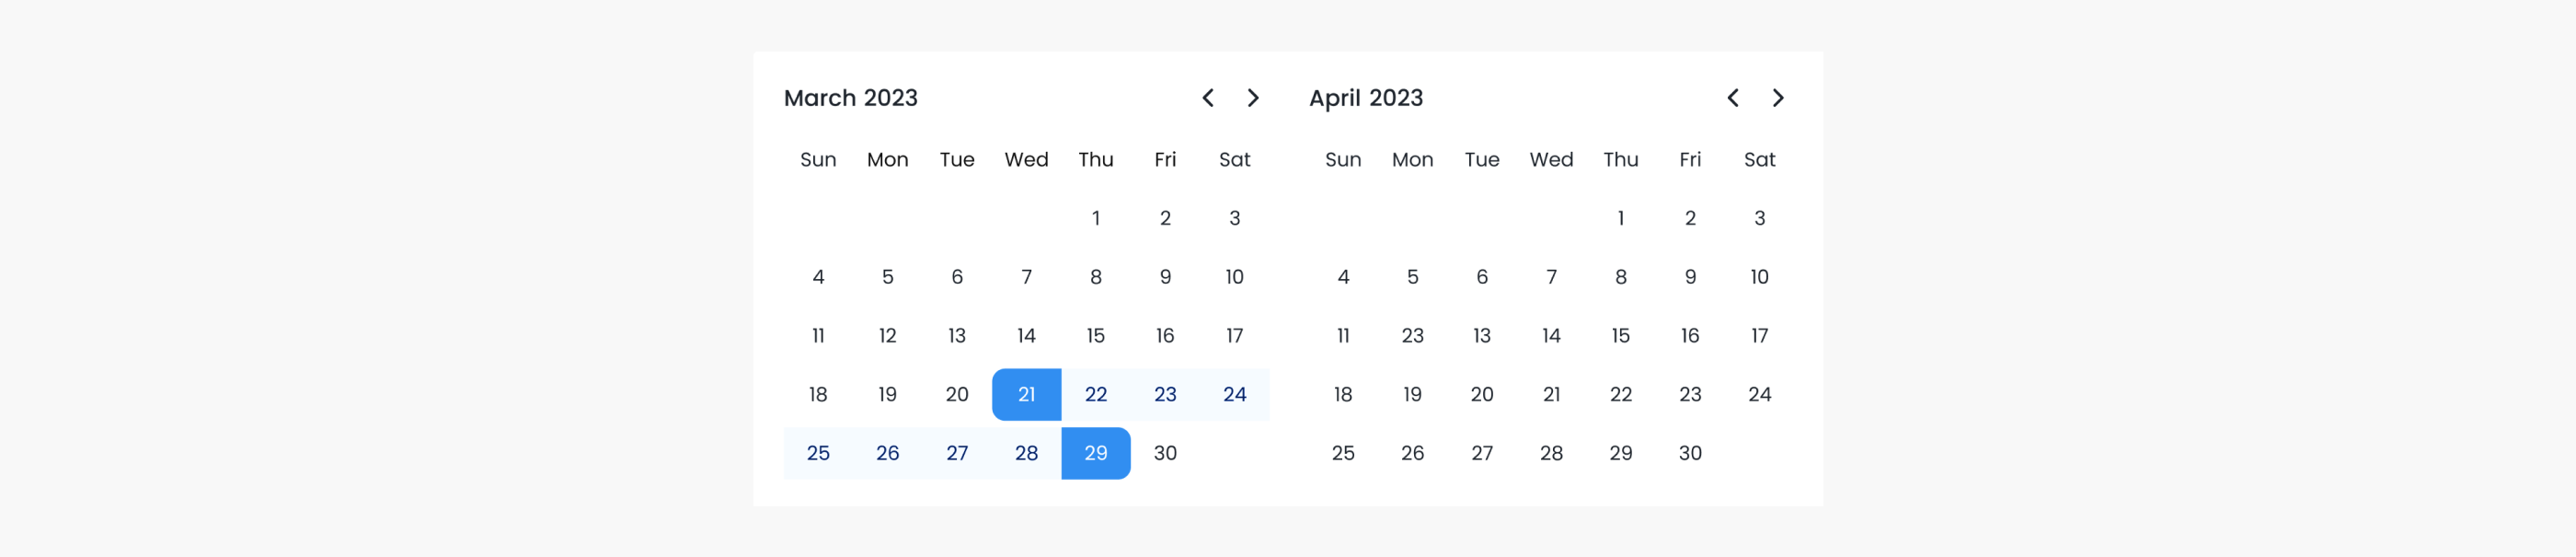 March 2023
Sun Mon Tue Wed Thu Fri Sat
1 2 3
4 5 6 7 8 9 10
11 12 13 14 15 16 17
18 19 20 21 22 23 24
25 26 27 28 29 30
April 2023
Sun Mon Tue Wed Thu Fri Sat
1 2 3
4 5 6 7 8 9 10
11 23 13 14 15 16 17
18 19 20 21 22 23 24
25 26 27 28 29 30